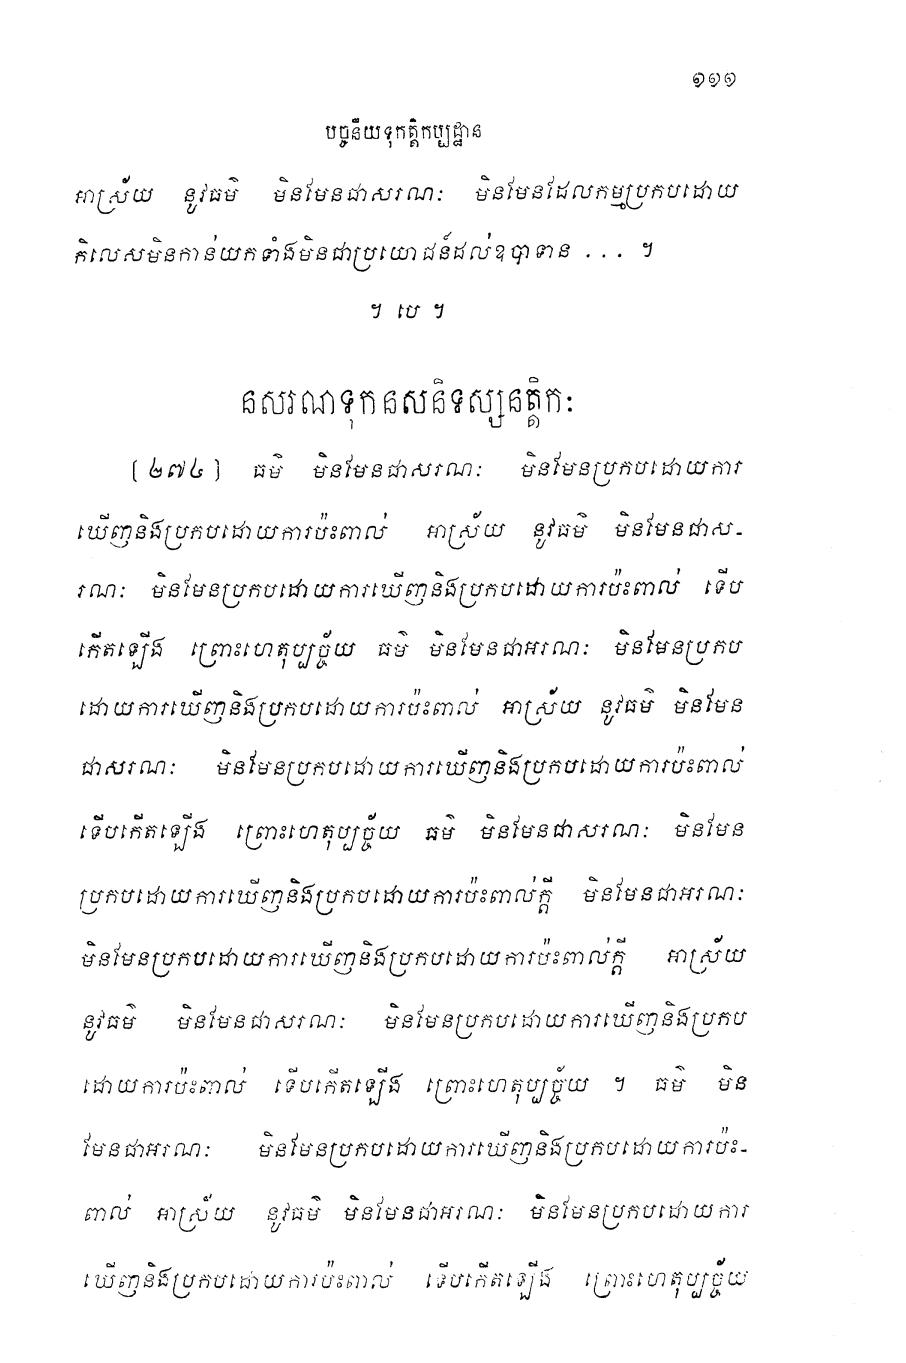 ១១១
បច្ចនីយទុកត្តិកប្បដ្ឋាន
អាស្រ័យ នូវធម៌ មិនមែនជាសរណៈ មិនមែនដែលកម្មប្រកបដោយ
កិលេសមិនកាន់យកទាំងមិនជាប្រយោជន៍ដល់ឧបាទាន ... ។
។ បេ ។
នសរណទុកនសនិទស្សនត្តិកៈ
[២៧៤] ធម៌ មិនមែនជាសរណៈ មិនមែនប្រកបដោយការ
ឃើញនិងប្រកបដោយការប៉ះពាល់ អាស្រ័យ នូវធម៌ មិនមែនជាស-
រណៈ មិនមែនប្រកបដោយការឃើញនិងប្រកបដោយការប៉ះពាល់ ទើប
កើតឡើង ព្រោះហេតុប្បច្ច័យ ធម៌ មិនមែនជាអរណៈ មិនមែនប្រកប
ដោយការឃើញនិងប្រកបដោយការប៉ះពាល់ អាស្រ័យ នូវធម៌ មិនមែន
ជាសរណៈ មិនមែនប្រកបដោយការឃើញនិងប្រកបដោយការប៉ះពាល់
ទើបកើតឡើង ព្រោះហេតុប្បច្ច័យ ធម៌ មិនមែនជាសរណៈ មិនមែន
ប្រកបដោយការឃើញនិងប្រកបដោយការប៉ះពាល់ក្តី មិនមែនជាអរណៈ
មិនមែនប្រកបដោយការឃើញនិងប្រកបដោយការប៉ះពាល់ក្តី អាស្រ័យ
នូវធម៌ មិនមែនជាសរណៈ មិនមែនប្រកបដោយការឃើញនិងប្រកប
ដោយការប៉ះពាល់ ទើបកើតឡើង ព្រោះហេតុប្បច្ច័យ ។ ធម៌ មិន
មែនជាអរណៈ មិនមែនប្រកបដោយការឃើញនិងប្រកបដោយការប៉ះ-
ពាល់ អាស្រ័យ នូវធម៌ មិនមែនជាអរណៈ មិនមែនប្រកបដោយការ
ឃើញនិងប្រកបដោយការប៉ះពាល់ ទើបកើតឡើង ព្រោះហេតុប្បច្ច័យ